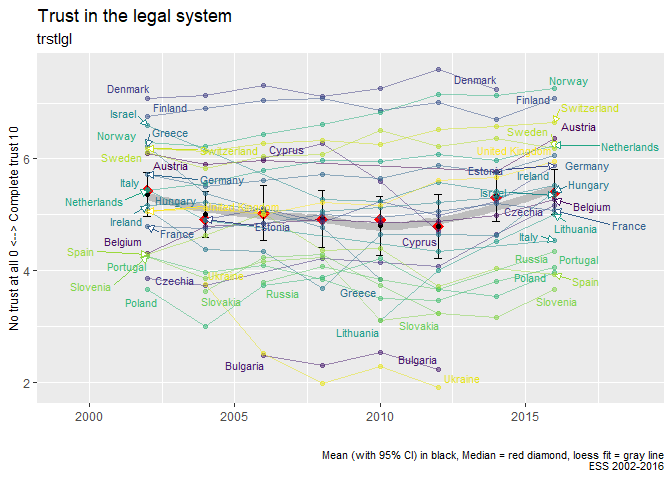 Trust in the legal system
trstlgl
No trust at all 0 <--> Complete trust 10
6
4
2
2000
2005
2010
2015
Denmark
Finland
Israel
Greece
Norway
Sweden
Switzerland
Austria
Germany
Italy
Netherlands
Hungary
Ireland
France
Belgium
Spain
Portugal
Slovenia
Czechia
Poland
Slovakia
Cyprus
Estonia
Russia
Bulgaria
Greece
Lithuania
Cyprus
Slovakia
Bulgaria
Ukraine
Denmark
Norway
Finland
Switzerland
Sweden
Austria
United Kingdom
Netherlands
Germany
Ireland
Hungary
Israel
Belgium
Czechia
France
Lithuania
Italy
Russia
Portugal
Poland
Spain
Slovenia
Mean (with 95% CI) in black, Median = red diamond, loess fit = gray line
ESS 2002-2016